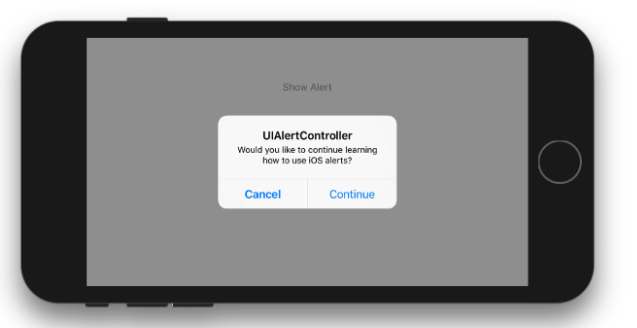 Show Alert
UIAlertController
Would you like to continue learning
how to use iOS alerts?
Cancel
Continue